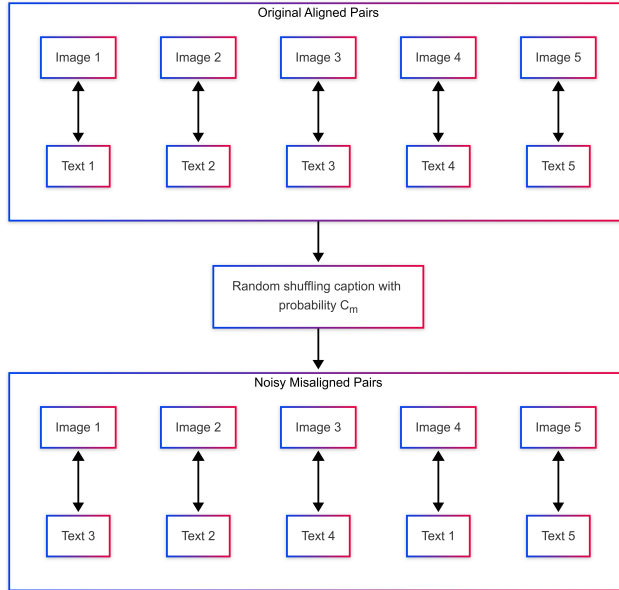 Original Aligned Pairs
Image 1 Image 2 Image 3 Image 4 Image 5
Text 1 Text 2 Text 3 Text 4 Text 5
Random shuffling caption with
probability Cm
Noisy Misaligned Pairs
Image 1 Image 2 Image 3 Image 4 Image 5
Text 3 Text 2 Text 4 Text 1 Text 5